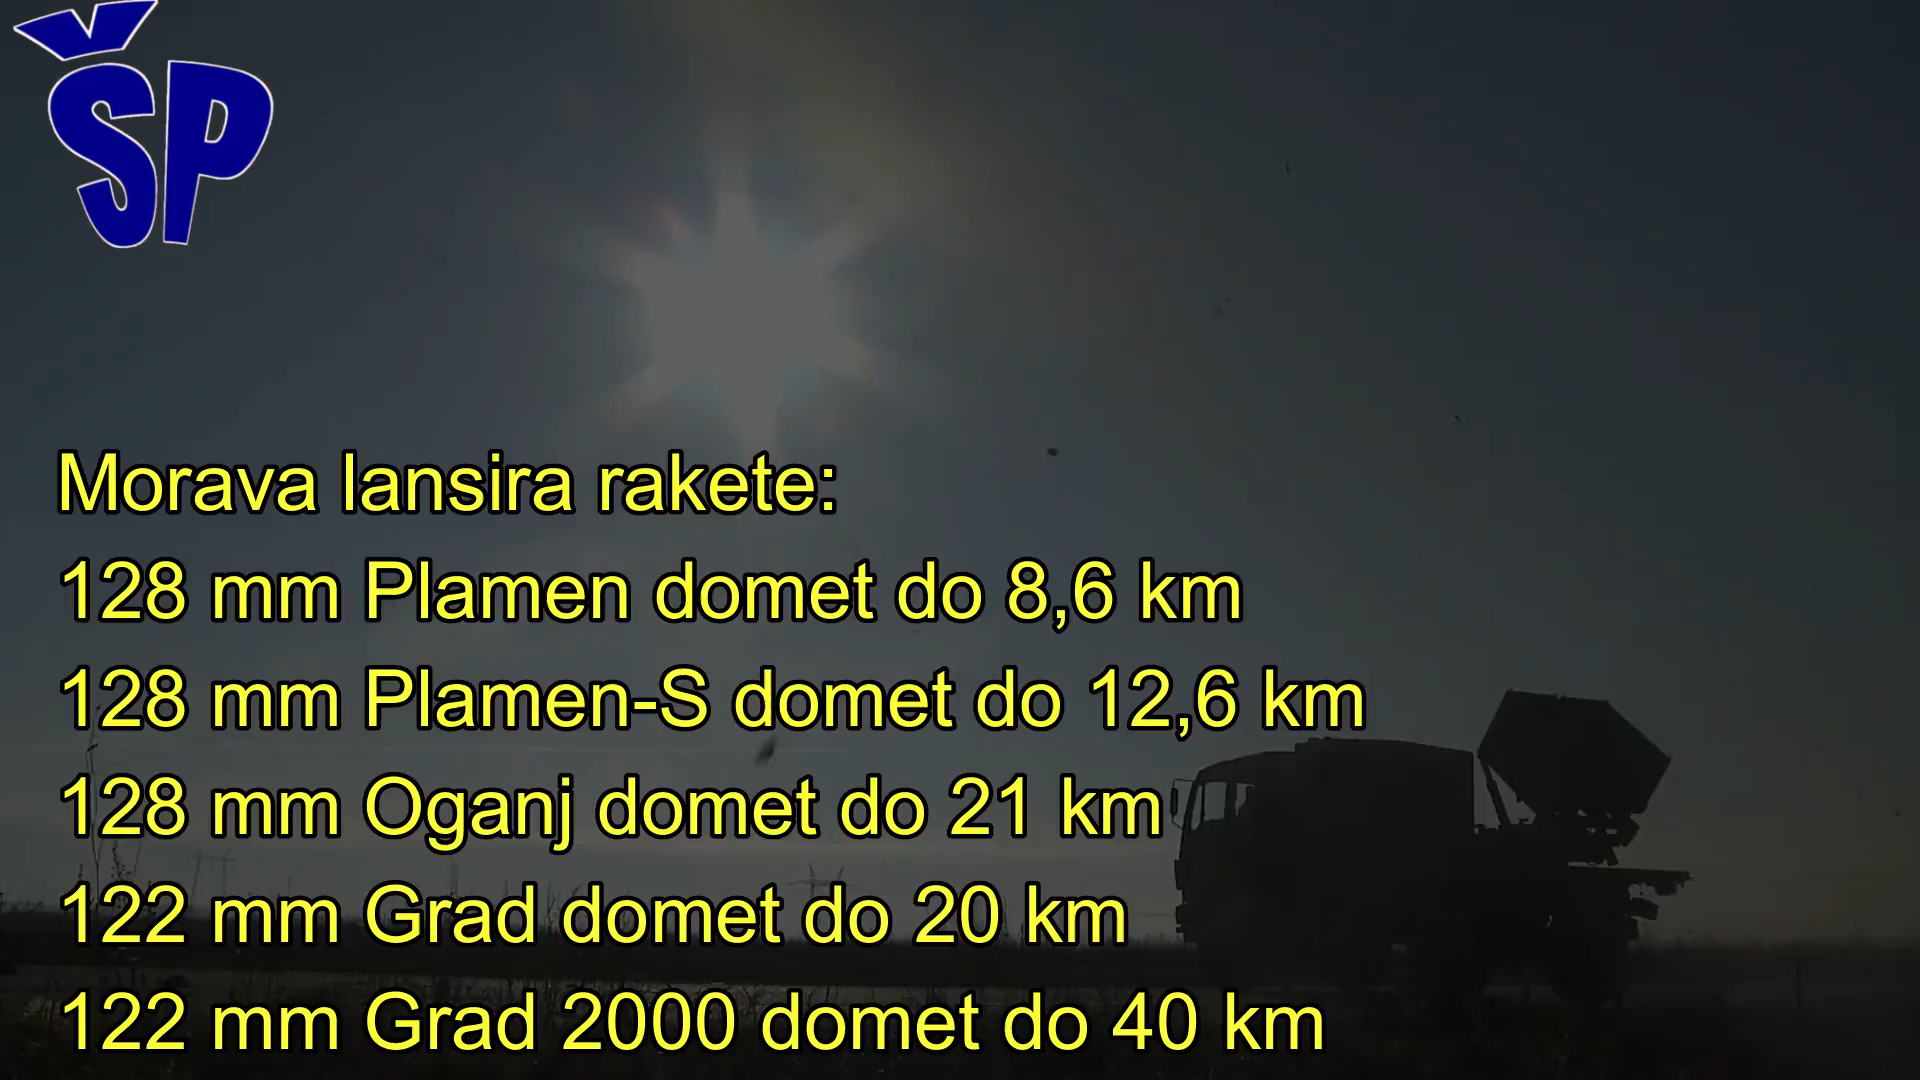 ŠP
Morava lansira rakete:
128 mm Plamen domet do 8,6 km
128 mm Plamen-S domet do 12,6 km
128 mm Oganj domet do 21 km
122 mm Grad domet do 20 km
122 mm Grad 2000 domet do 40 km